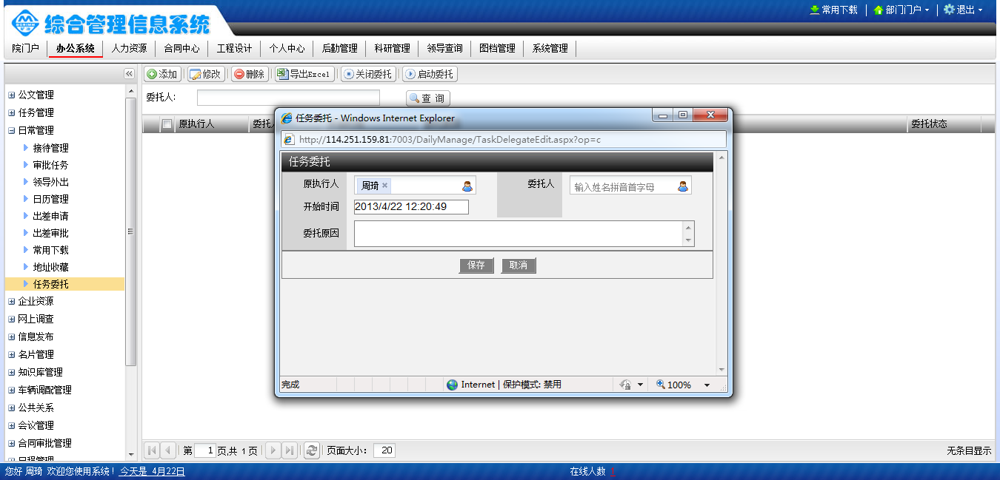 综合管理信息系统
常用下载 部门门户 退出
院门户 办公系统 人力资源 合同中心 工程设计 个人中心 后勤管理 科研管理 领导查询 图档管理 系统管理
添加 修改 删除 导出Excel 关闭委托 启动委托
委托人: 查 询
原执行人 委托 委托状态
公文管理
任务管理
日常管理
接待管理
审批任务
领导外出
日历管理
出差申请
出差审批
常用下载
地址收藏
任务委托
企业资源
网上调查
信息发布
名片管理
知识库管理
车辆调配管理
公共关系
会议管理
合同审批管理
日程管理
任务委托 - Windows Internet Explorer
http://114.251.159.81:7003/DailyManage/TaskDelegateEdit.aspx?op=c
任务委托
原执行人 周琦 × 委托人 输入姓名拼音首字母
开始时间 2013/4/22 12:20:49
委托原因
保存 取消
完成 Internet | 保护模式: 禁用 100%
第 1 页,共 1 页 页面大小: 20 无条目显示
您好 周琦 欢迎您使用系统! 今天是 4月22日 在线人数